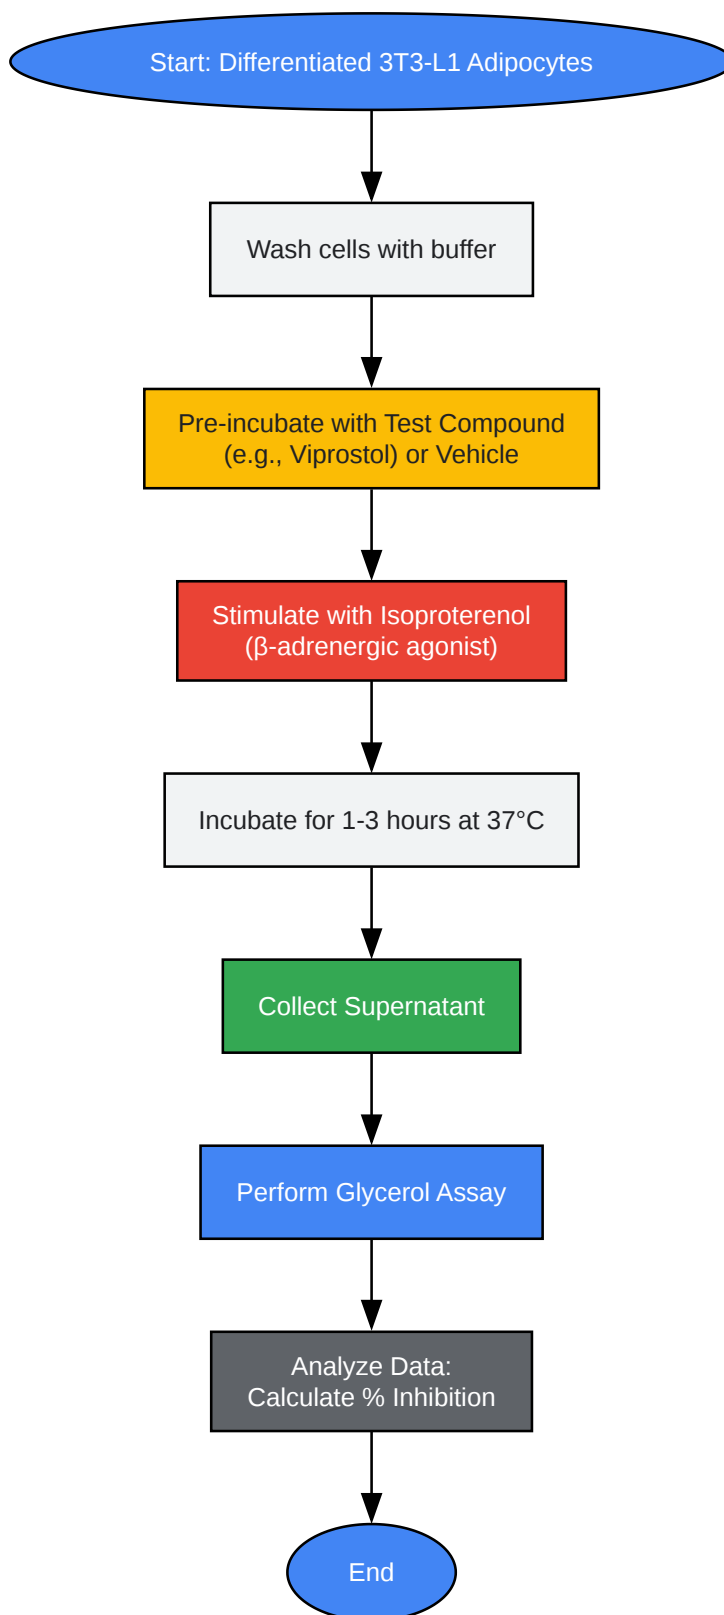 Start: Differentiated 3T3-L1 Adipocytes
Wash cells with buffer
Pre-incubate with Test Compound
(e.g., Viprostol) or Vehicle
Stimulate with Isoproterenol
(β-adrenergic agonist)
Incubate for 1-3 hours at 37°C
Collect Supernatant
Perform Glycerol Assay
Analyze Data:
Calculate % Inhibition
End